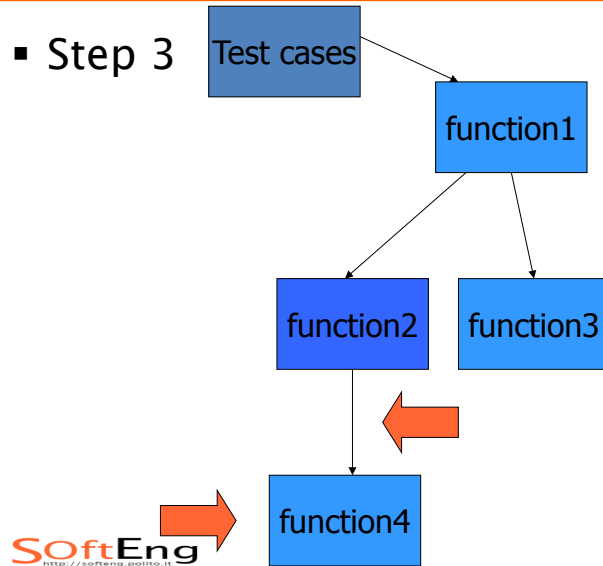 ▪ Step 3
Test cases
function1
function2
function3
function4
SOftEng
http://softeng.polito.it